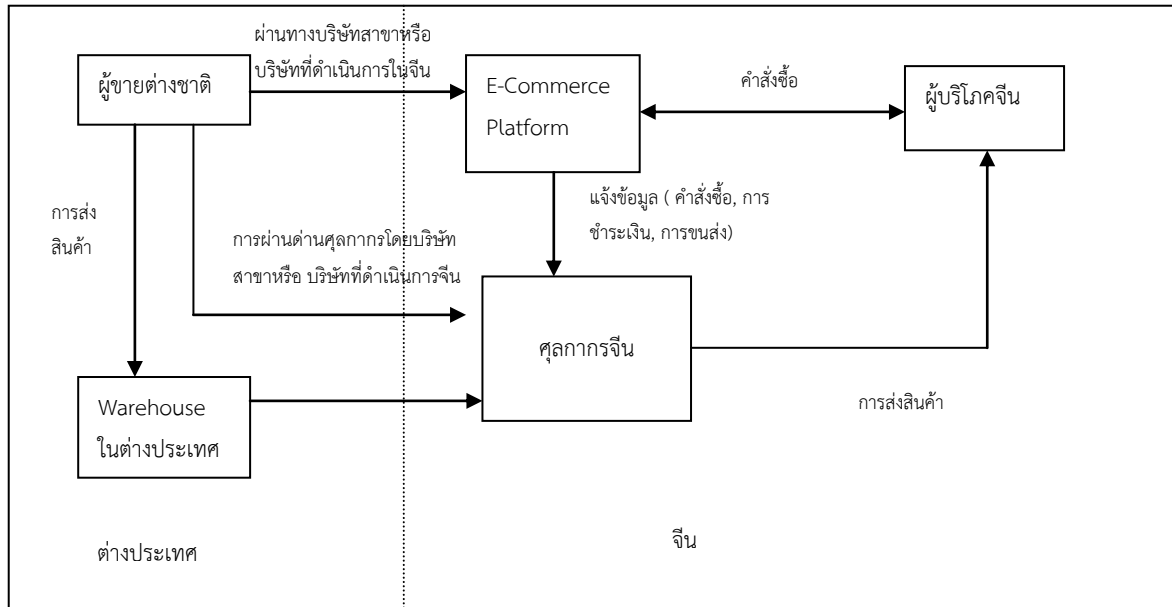 ผ่านทางบริษัทสาขาหรือ
บริษัทที่ดำเนินการในจีน
ผู้ขายต่างชาติ
E-Commerce
Platform
คำสั่งซื้อ
ผู้บริโภคจีน
การส่ง
สินค้า
แจ้งข้อมูล ( คำสั่งซื้อ, การ
ชำระเงิน, การขนส่ง)
การผ่านด่านศุลกากรโดยบริษัท
สาขาหรือ บริษัทที่ดำเนินการจีน
ศุลกากรจีน
Warehouse
ในต่างประเทศ
การส่งสินค้า
ต่างประเทศ
จีน